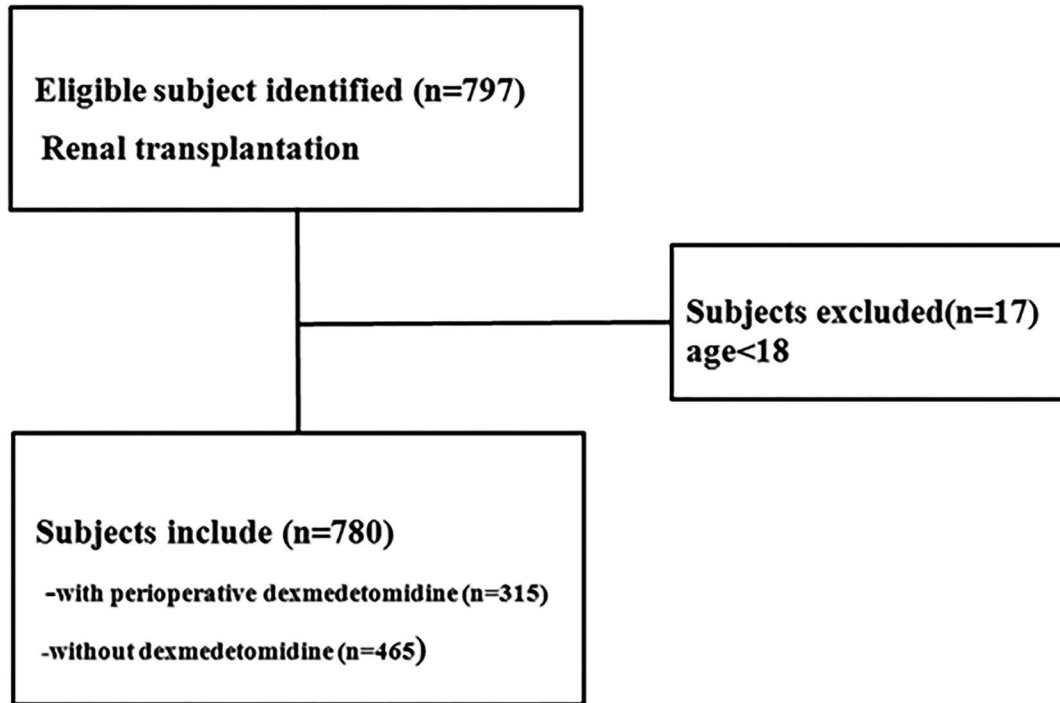 Eligible subject identified (n=797)
Renal transplantation
Subjects excluded(n=17)
age<18
Subjects include (n=780)
-with perioperative dexmedetomidine (n=315)
-without dexmedetomidine (n=465)